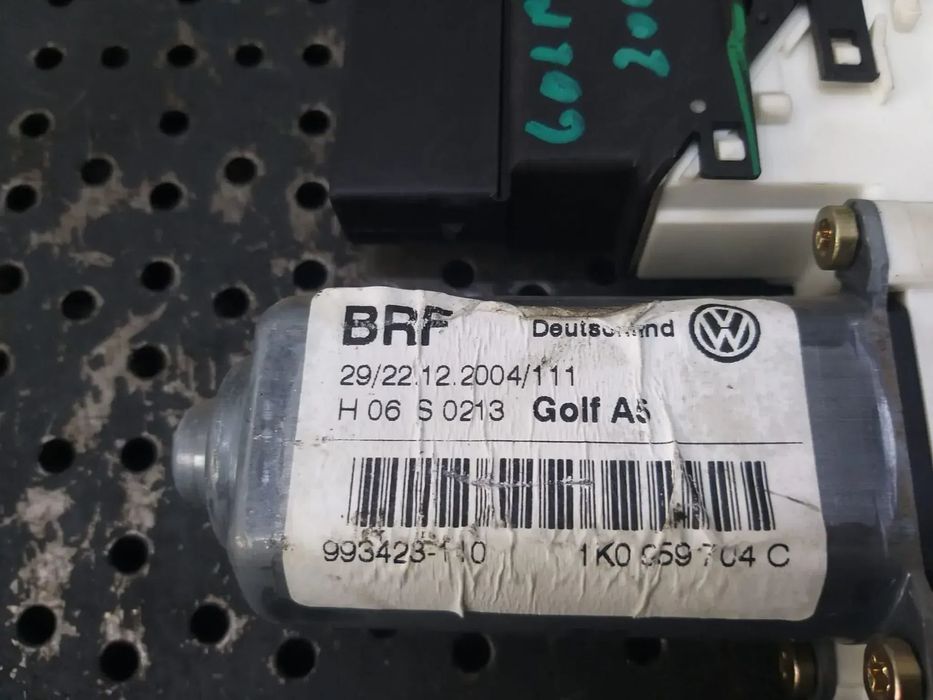 BRF Deutschland
29/22.12.2004/111
H 06 S 0213 Golf A5
993423-110 1K0 959 704 C